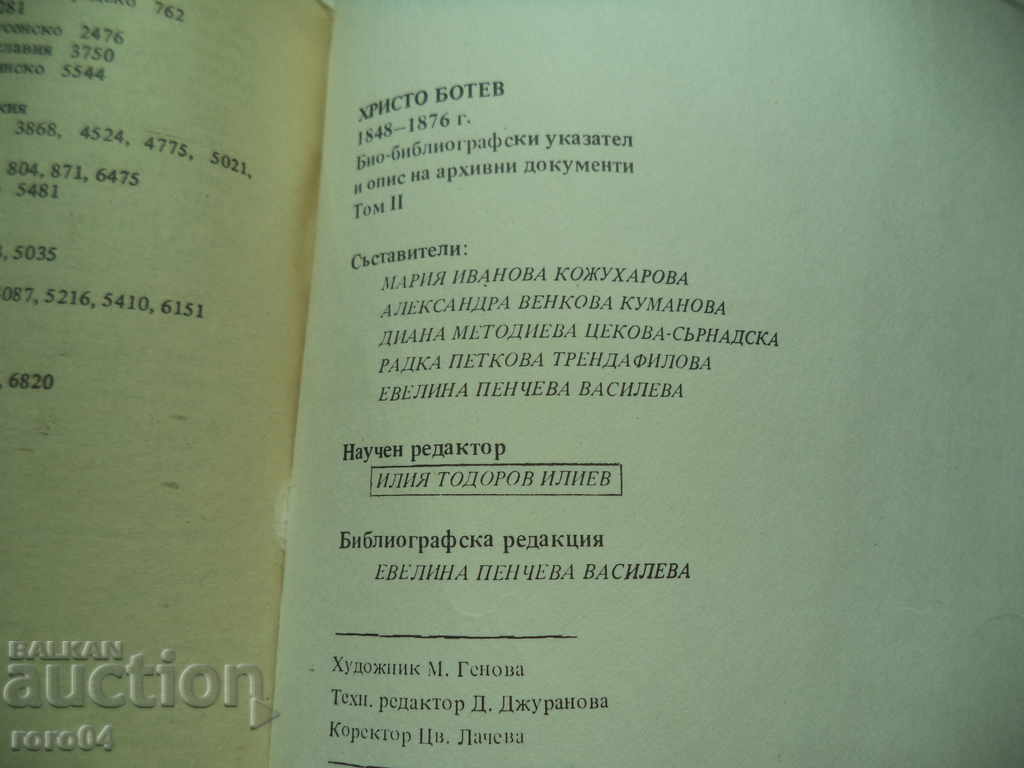 762
281
2476
3750
5544
3868, 4524, 4775, 5021,
804, 871, 6475
5481
5035
5216, 5410, 6151
6820
ХРИСТО БОТЕВ
1848–1876 г.
Био-библиографски указател
и опис на архивни документи
Том II
Съставители:
МАРИЯ ИВАНОВА КОЖУХАРОВА
АЛЕКСАНДРА ВЕНКОВА КУМАНОВА
ДИАНА МЕТОДИЕВА ЦЕКОВА-СЪРНАДСКА
РАДКА ПЕТКОВА ТРЕНДАФИЛОВА
ЕВЕЛИНА ПЕНЧЕВА ВАСИЛЕВА
Научен редактор
ИЛИЯ ТОДОРОВ ИЛИЕВ
Библиографска редакция
ЕВЕЛИНА ПЕНЧЕВА ВАСИЛЕВА
Художник М. Генова
Техн. редактор Д. Джуранова
Коректор Цв. Лачева
BALKAN
auction
roro04